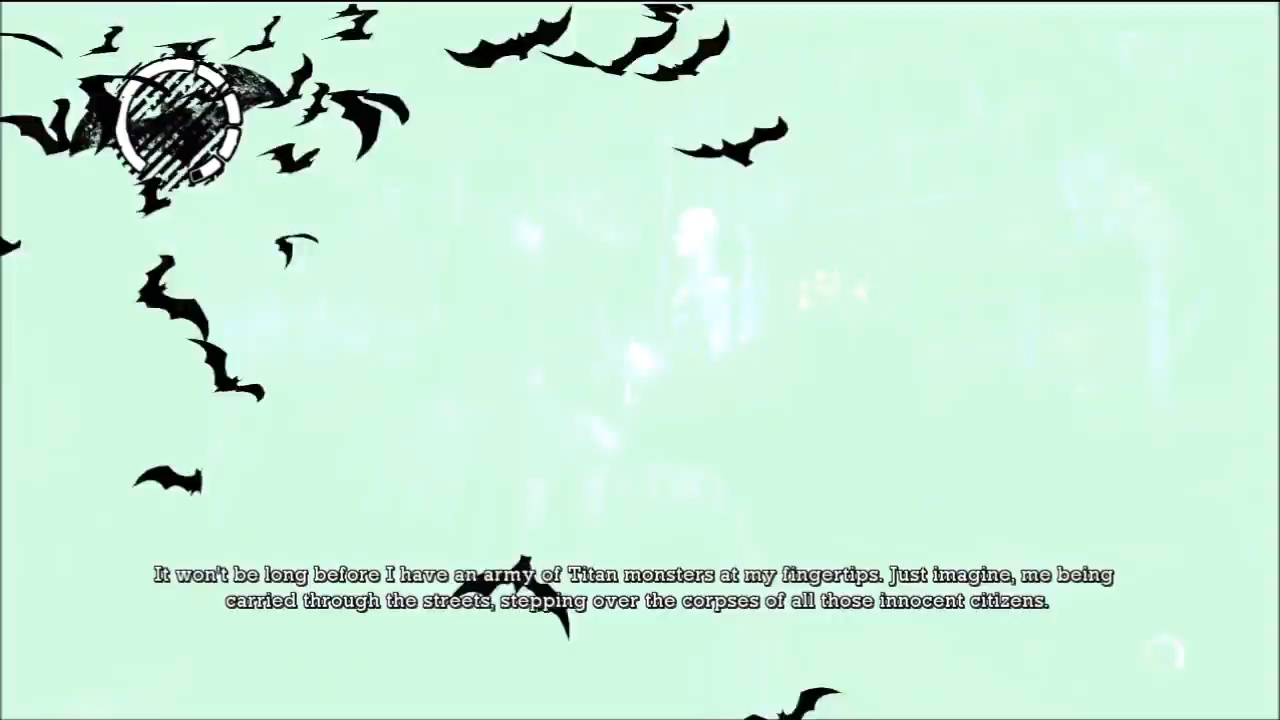 It won't be long before I have an army of Titan monsters at my fingertips. Just imagine, me being
carried through the streets, stepping over the corpses of all those innocent citizens.